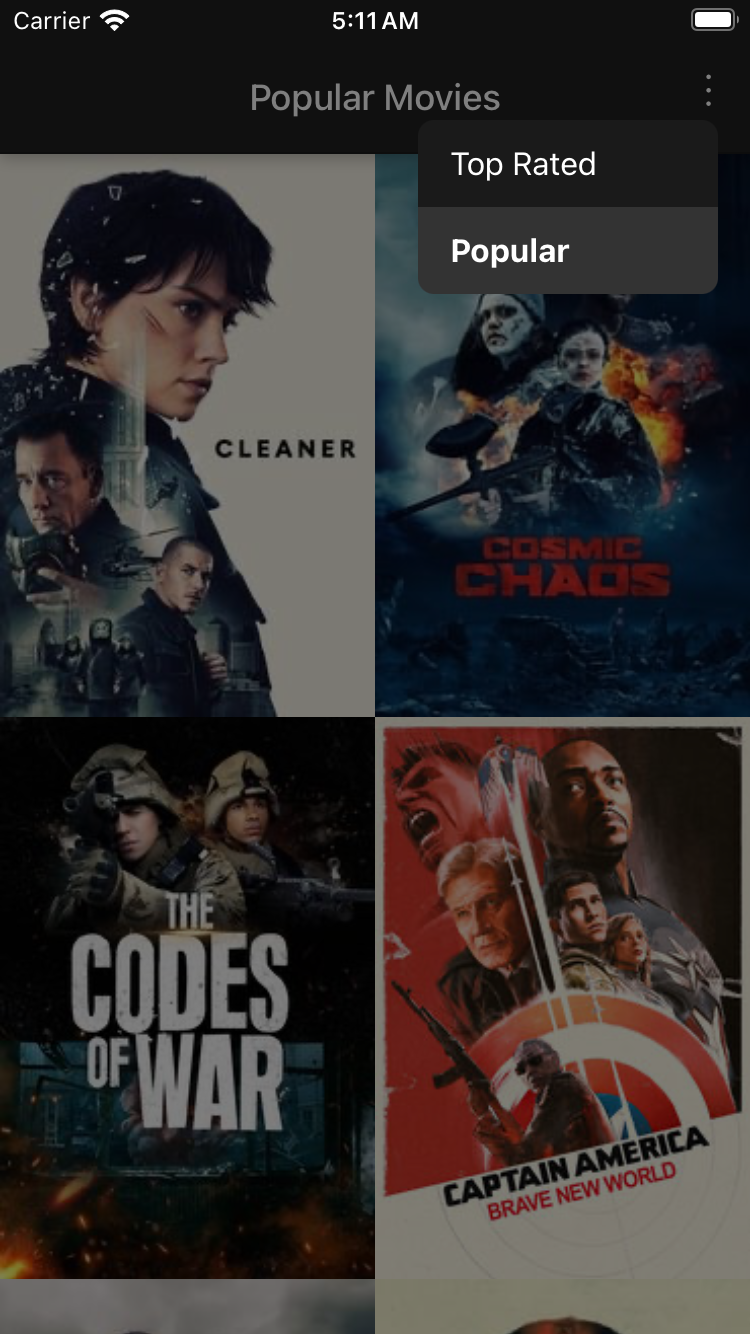 Carrier 5:11 AM
Popular Movies
Top Rated
Popular
CLEANER
COSMIC
CHAOS
THE
CODES
OF WAR
CAPTAIN AMERICA
BRAVE NEW WORLD